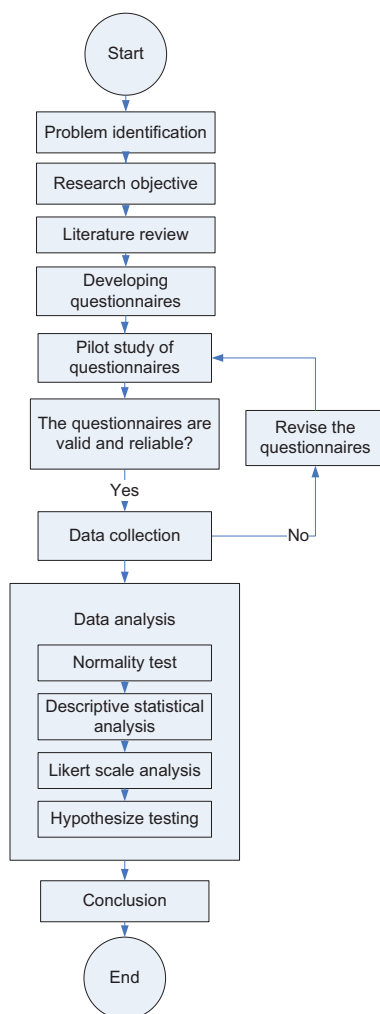 Start
Problem identification
Research objective
Literature review
Developing
questionnaires
Pilot study of
questionnaires
The questionnaires are
valid and reliable?
Revise the
questionnaires
Yes
Data collection
No
Data analysis
Normality test
Descriptive statistical
analysis
Likert scale analysis
Hypothesize testing
Conclusion
End